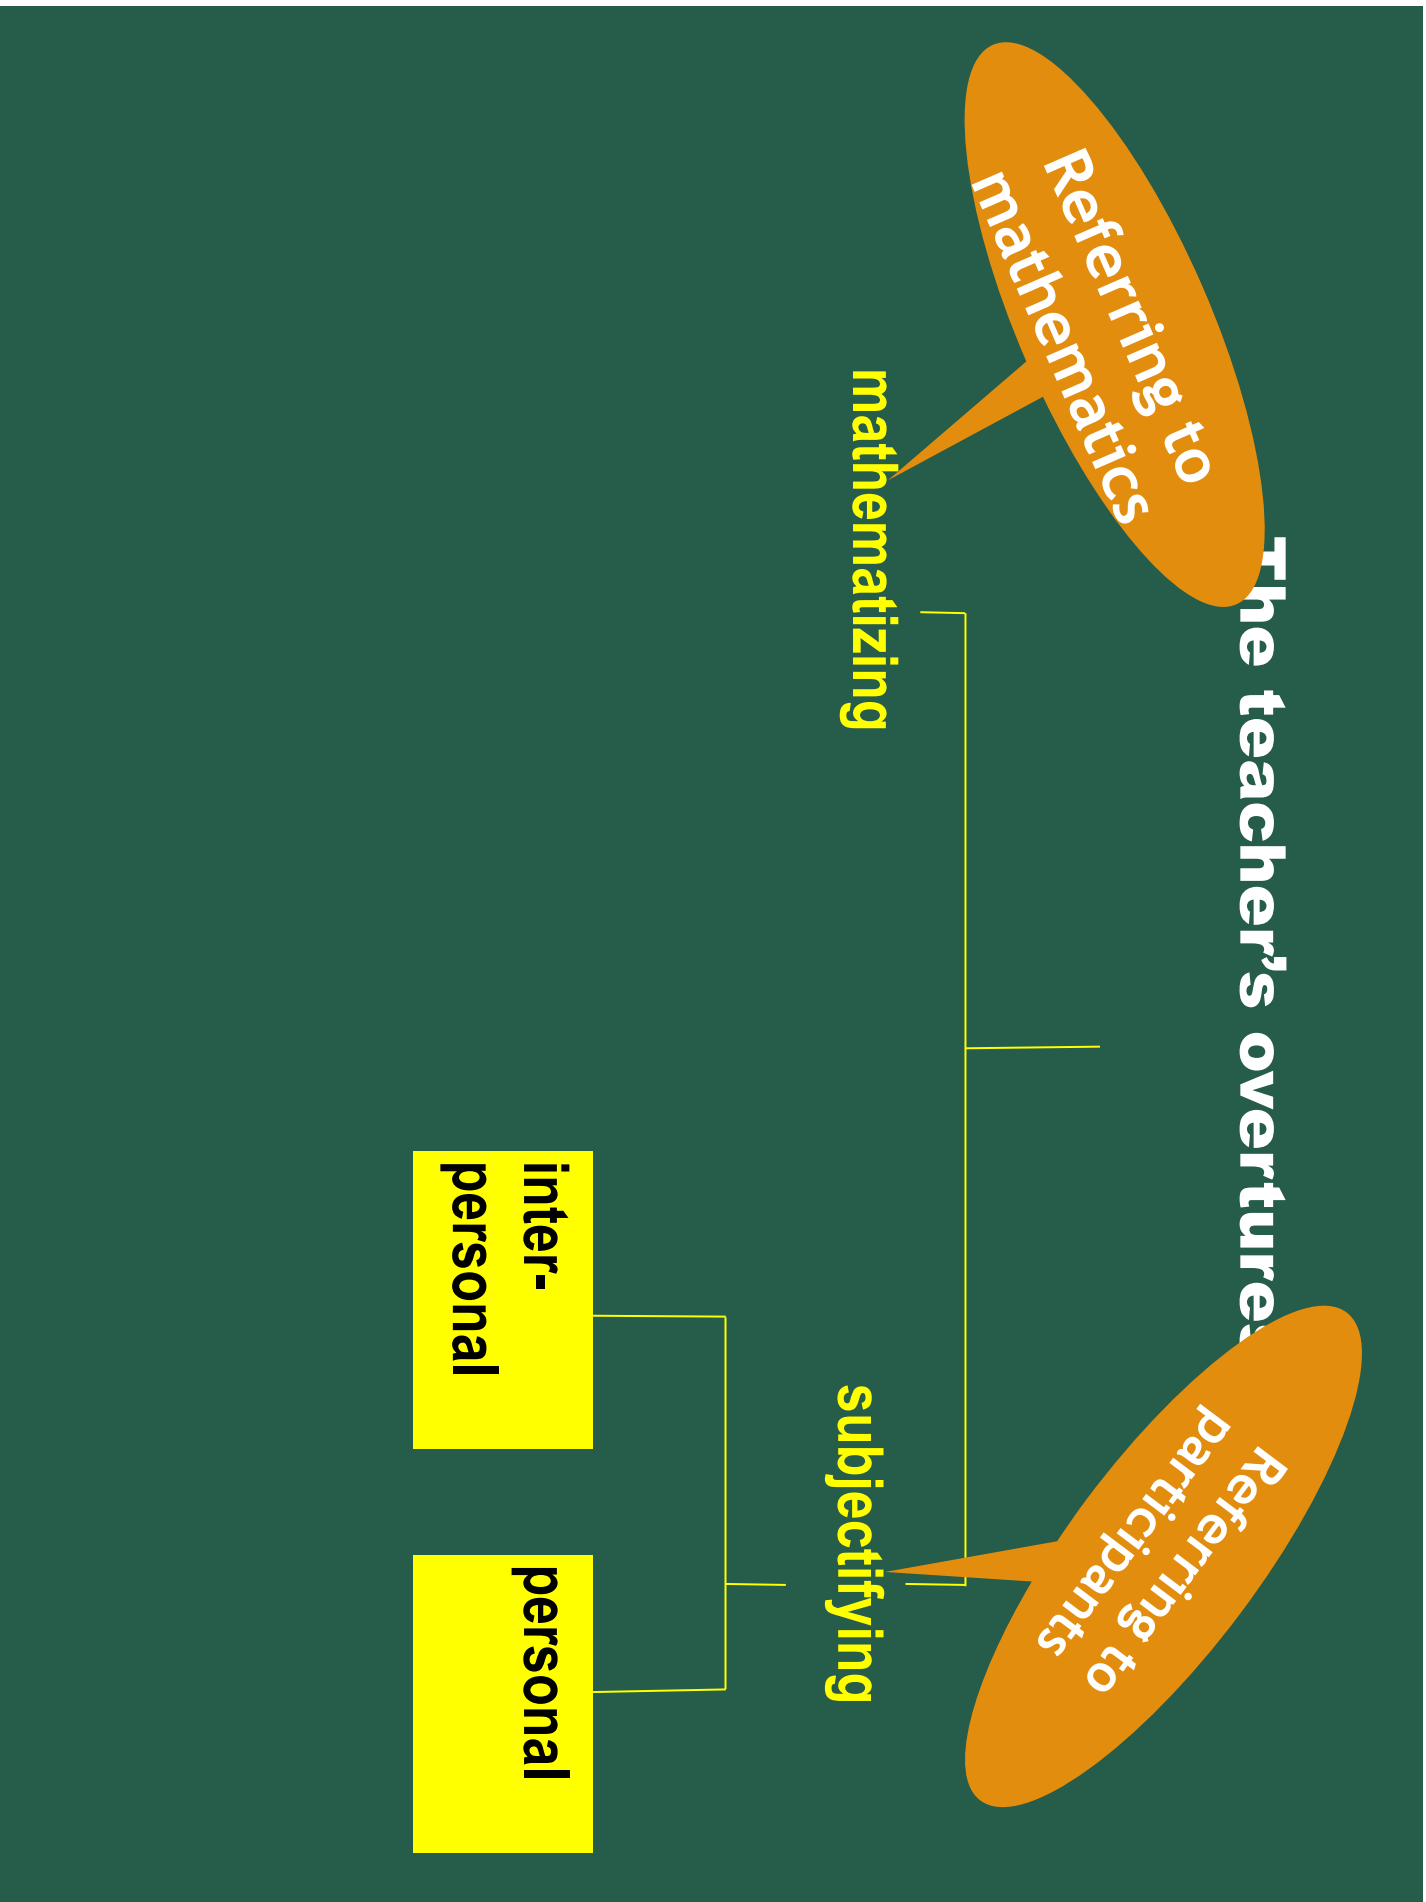 The teacher's overtures
Referring to
mathematics
Referring to
participants
mathematizing
subjectifying
inter-
personal
personal